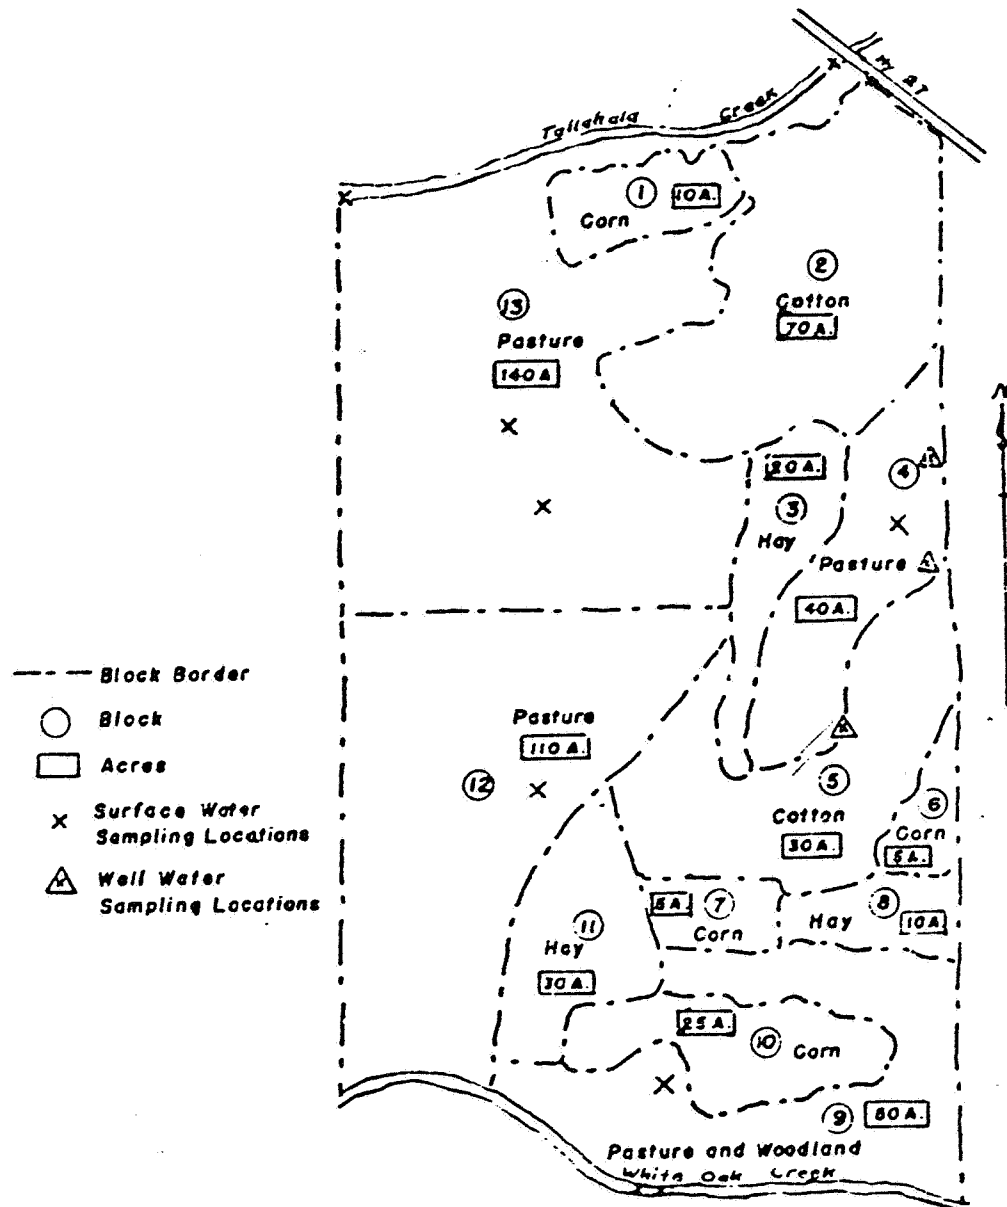 Hy 27
Tallahala Creek
1
10A.
Corn
2
Cotton
70A.
13
Pasture
140A
N
20A.
3
Hay
4
Pasture
40A.
Block Border
Block
Acres
Surface Water
Sampling Locations
Well Water
Sampling Locations
Pasture
110A.
12
5
Cotton
30A.
6
Corn
5A.
5A.
7
Corn
8
Hay
10A
11
Hay
30A.
25A.
10
Corn
9
Pasture and Woodland
White Oak Creek